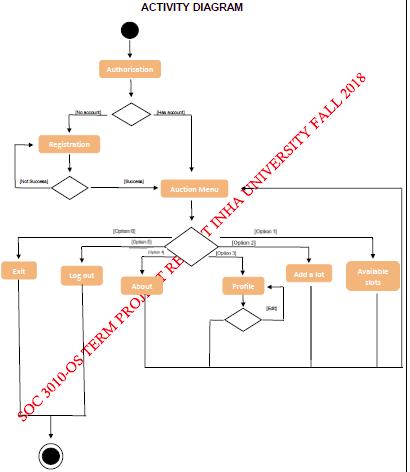 ACTIVITY DIAGRAM
Authorisation
[No account]
[Has account]
Registration
[Not Success]
[Success]
Auction Menu
[Option 6]
[Option 1]
[Option 5]
[Option 2]
[Option 4]
[Option 3]
Exit
Log out
About
Profile
Add a lot
Available
slots
[Edit]
SOC 3010-OS TERM PROJECT REPORT INHA UNIVERSITY FALL 2018